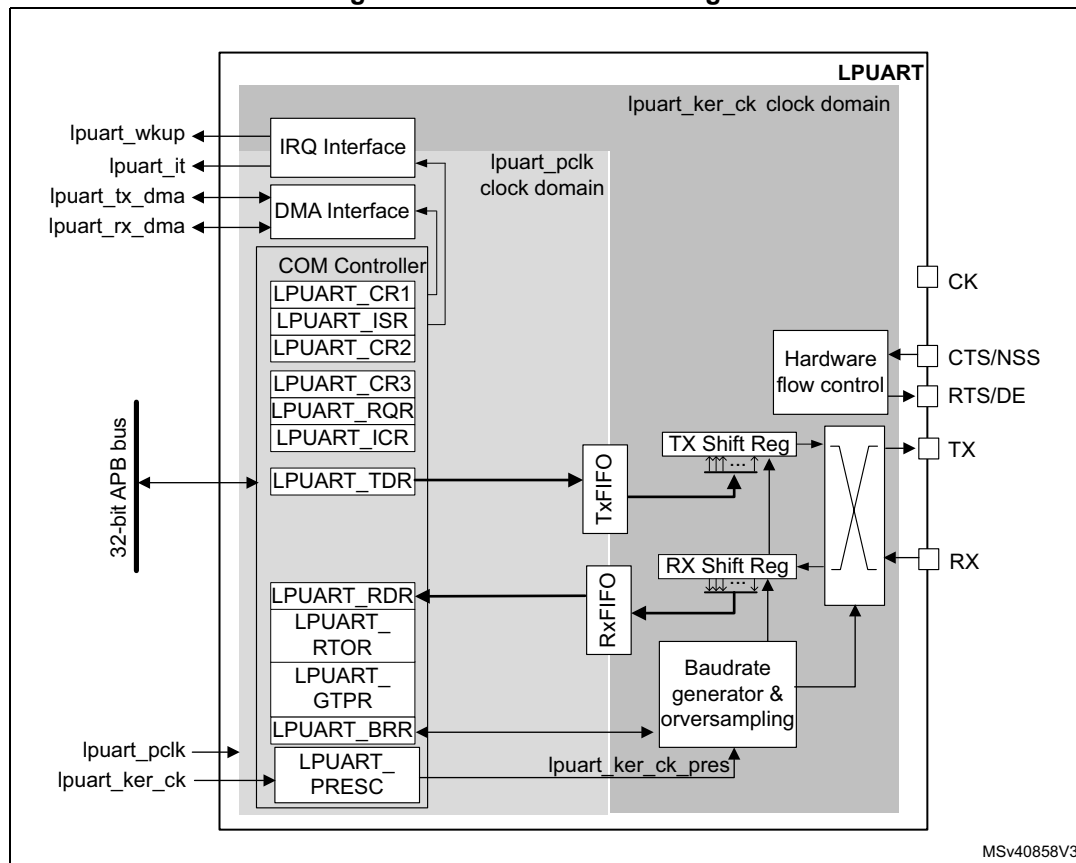 LPUART
lpuart_ker_ck clock domain
lpuart_wkup
IRQ Interface
lpuart_it
lpuart_pclk
clock domain
lpuart_tx_dma
DMA Interface
lpuart_rx_dma
COM Controller
LPUART_CR1
LPUART_ISR
LPUART_CR2
LPUART_CR3
LPUART_RQR
LPUART_ICR
LPUART_TDR
32-bit APB bus
CK
Hardware
flow control
CTS/NSS
RTS/DE
TxFIFO
TX Shift Reg
...
TX
RxFIFO
RX Shift Reg
...
RX
LPUART_RDR
LPUART_
RTOR
LPUART_
GTPR
LPUART_BRR
Baudrate
generator &
orversampling
lpuart_pclk
lpuart_ker_ck
LPUART_
PRESC
lpuart_ker_ck_pres
MSv40858V3